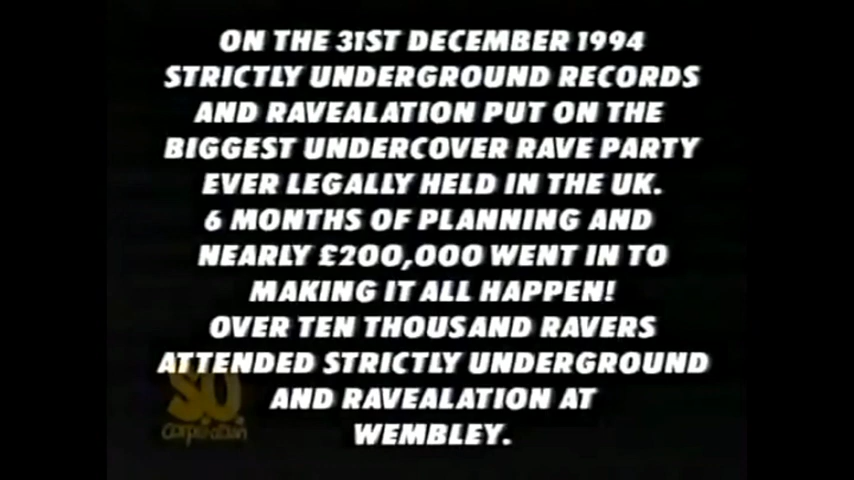 ON THE 31ST DECEMBER 1994
STRICTLY UNDERGROUND RECORDS
AND RAVEALATION PUT ON THE
BIGGEST UNDERCOVER RAVE PARTY
EVER LEGALLY HELD IN THE UK.
6 MONTHS OF PLANNING AND
NEARLY £200,000 WENT IN TO
MAKING IT ALL HAPPEN!
OVER TEN THOUSAND RAVERS
ATTENDED STRICTLY UNDERGROUND
AND RAVEALATION AT
WEMBLEY.
S.U.
corporation